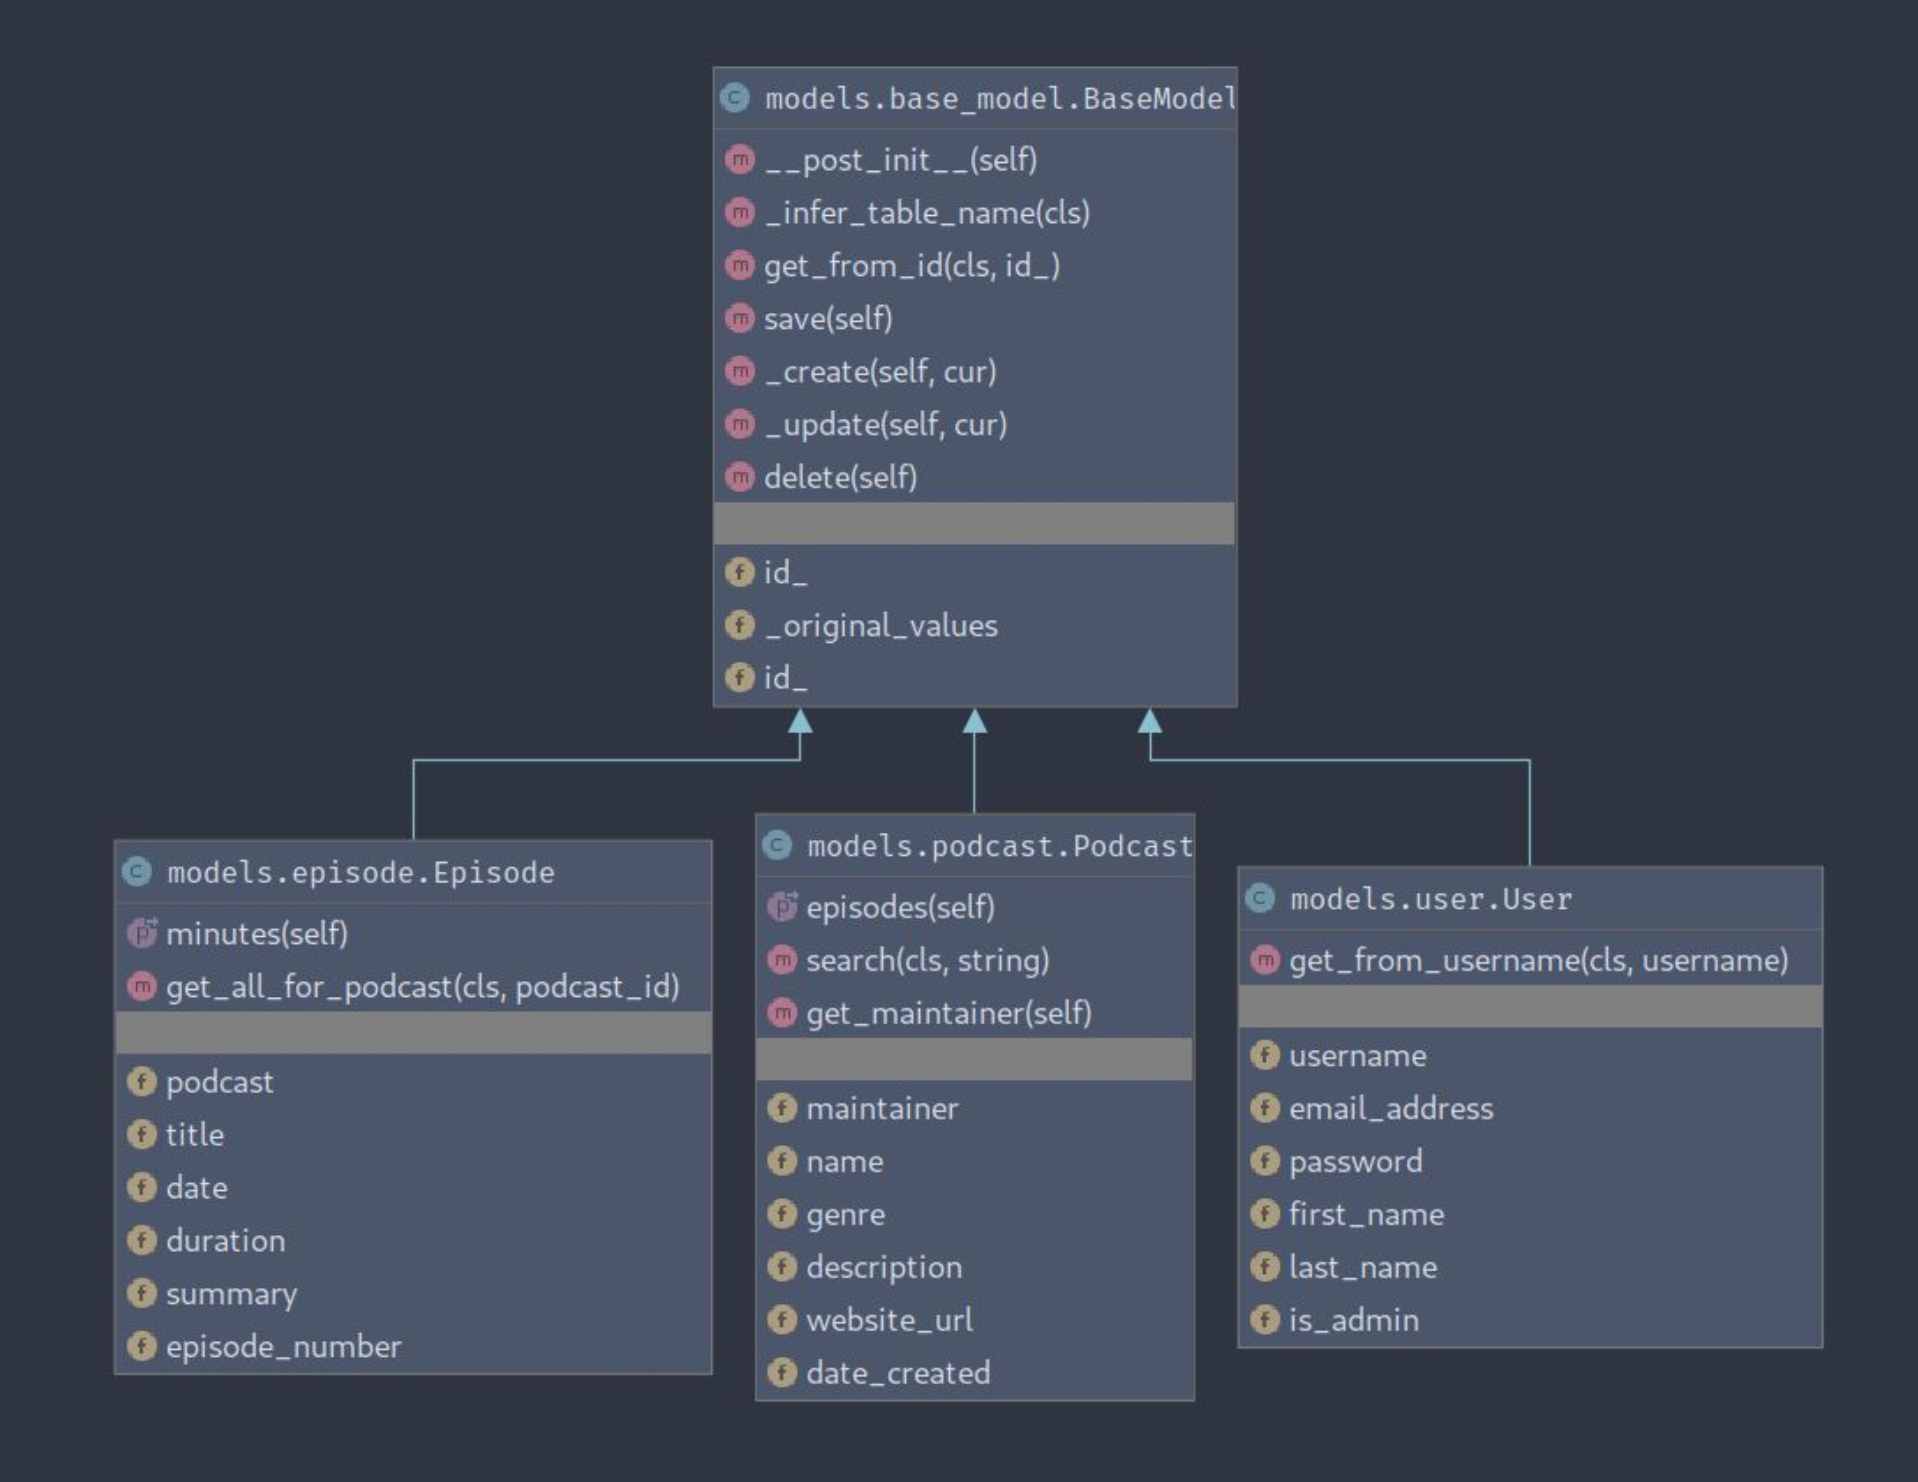 models.base_model.BaseModel
__post_init__(self)
_infer_table_name(cls)
get_from_id(cls, id_)
save(self)
_create(self, cur)
_update(self, cur)
delete(self)
id_
_original_values
id_
models.episode.Episode
minutes(self)
get_all_for_podcast(cls, podcast_id)
podcast
title
date
duration
summary
episode_number
models.podcast.Podcast
episodes(self)
search(cls, string)
get_maintainer(self)
maintainer
name
genre
description
website_url
date_created
models.user.User
get_from_username(cls, username)
username
email_address
password
first_name
last_name
is_admin